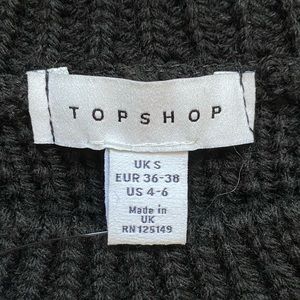 TOPSHOP
UK S
EUR 36-38
US 4-6
Made in
UK
RN 125149